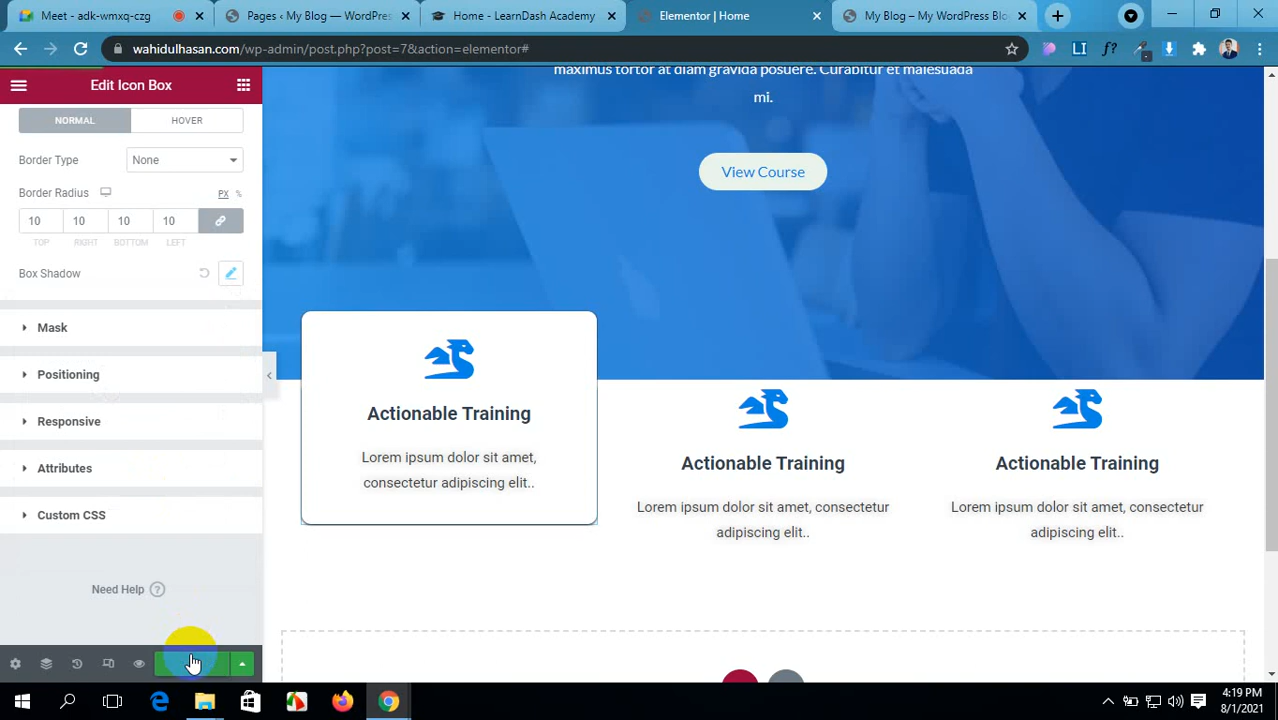 Meet - adk-wmxq-czg
Pages ‹ My Blog — WordPres
Home - LearnDash Academy
Elementor | Home
My Blog – My WordPress Blo
wahidulhasan.com/wp-admin/post.php?post=7&action=elementor#
Edit Icon Box
NORMAL
HOVER
Border Type
None
Border Radius
PX
%
10
10
10
10
TOP
RIGHT
BOTTOM
LEFT
Box Shadow
Mask
Positioning
Responsive
Attributes
Custom CSS
Need Help
maximus tortor at diam gravida posuere. Curabitur et malesuada
mi.
View Course
Actionable Training
Lorem ipsum dolor sit amet,
consectetur adipiscing elit..
Actionable Training
Lorem ipsum dolor sit amet, consectetur
adipiscing elit..
Actionable Training
Lorem ipsum dolor sit amet, consectetur
adipiscing elit..
4:19 PM
8/1/2021